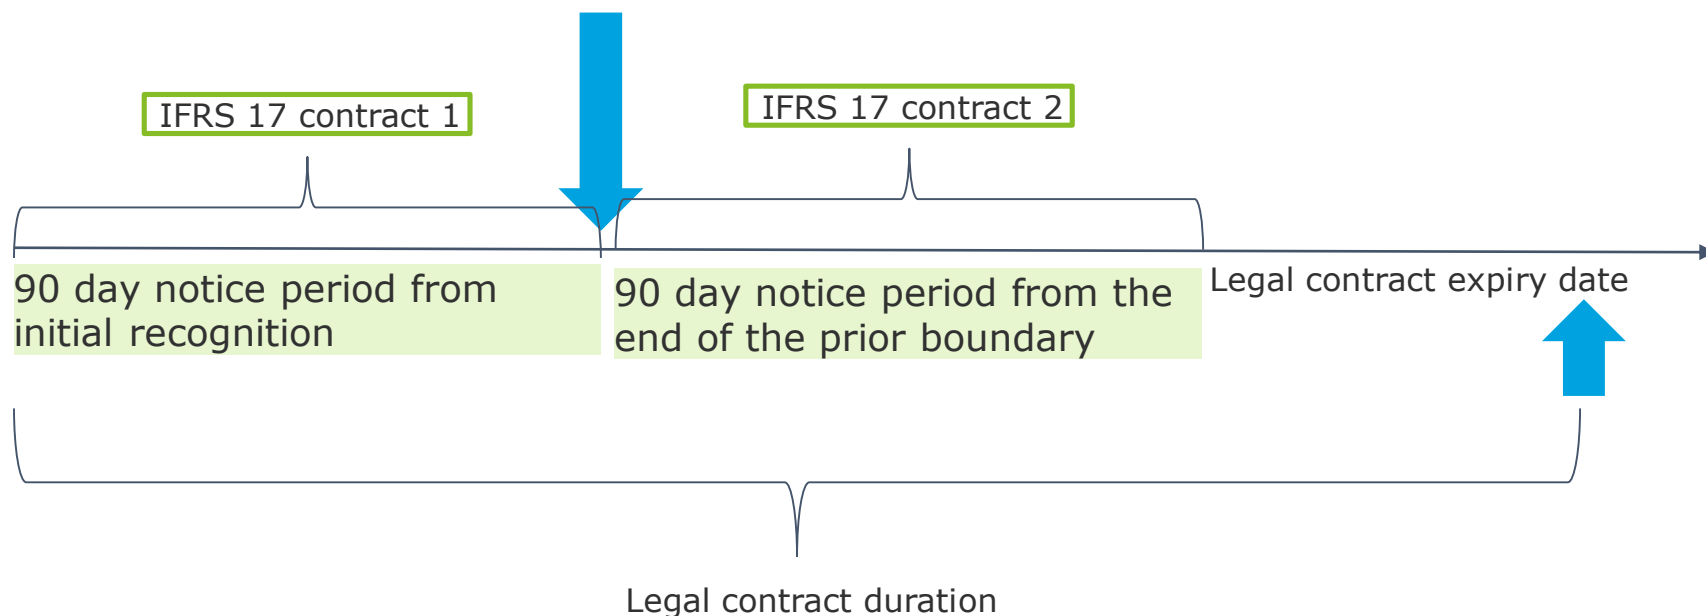 IFRS 17 contract 1
IFRS 17 contract 2
90 day notice period from
initial recognition
90 day notice period from the
end of the prior boundary
Legal contract expiry date
Legal contract duration